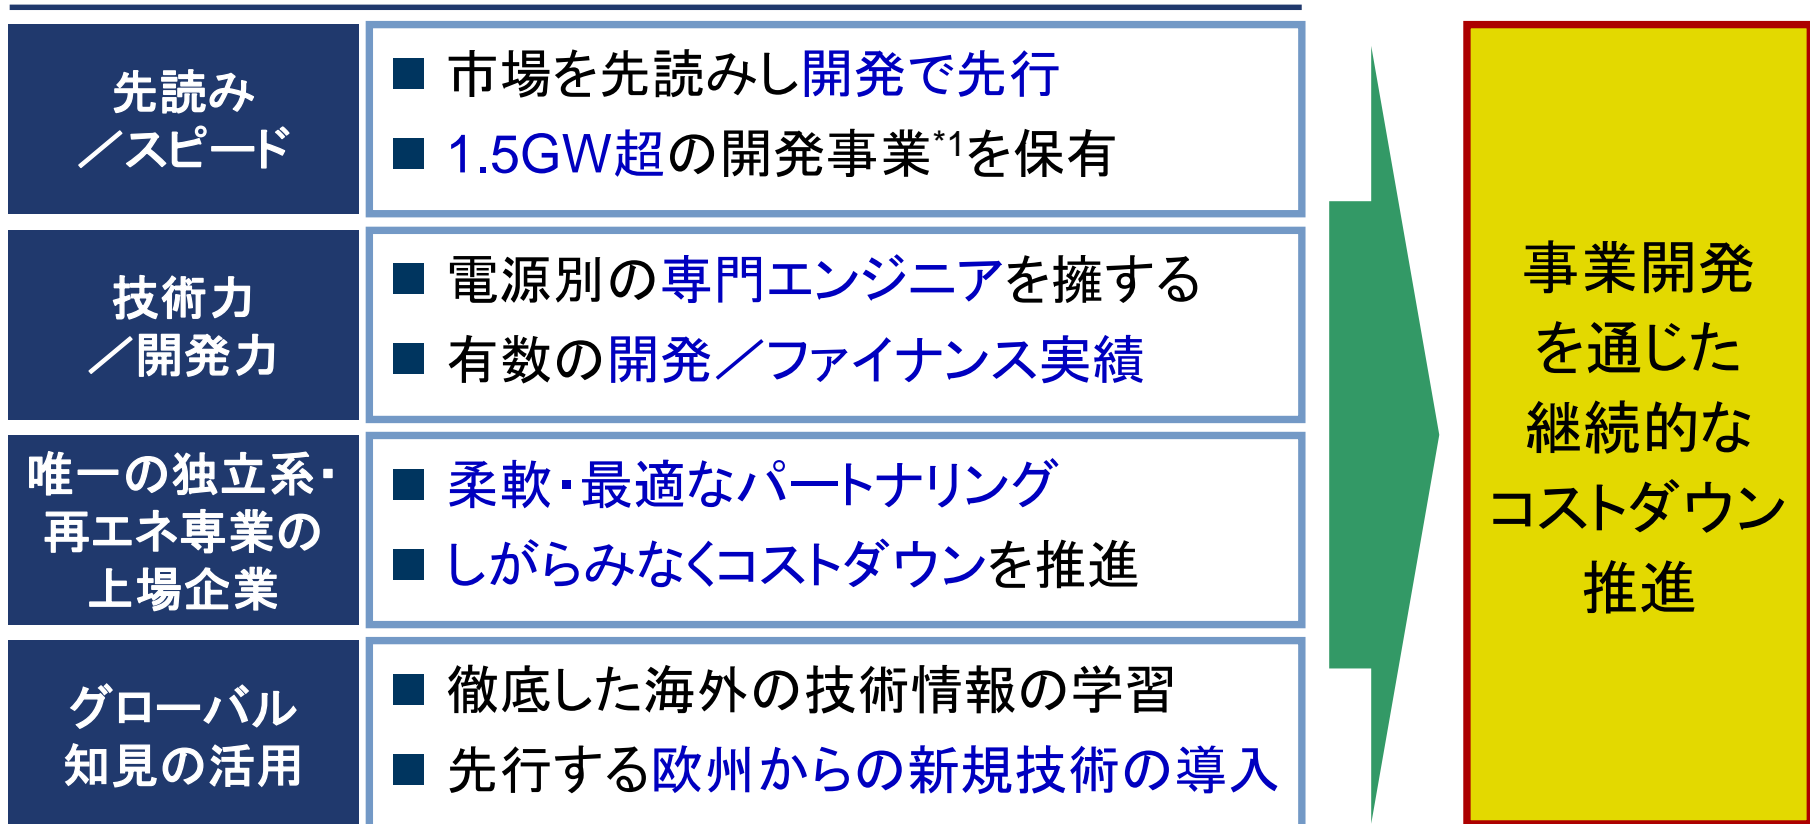 先読み
／スピード
■ 市場を先読みし開発で先行
■ 1.5GW超の開発事業*1を保有
技術力
／開発力
■ 電源別の専門エンジニアを擁する
■ 有数の開発／ファイナンス実績
唯一の独立系・
再エネ専業の
上場企業
■ 柔軟・最適なパートナリング
■ しがらみなくコストダウンを推進
グローバル
知見の活用
■ 徹底した海外の技術情報の学習
■ 先行する欧州からの新規技術の導入
事業開発
を通じた
継続的な
コストダウン
推進